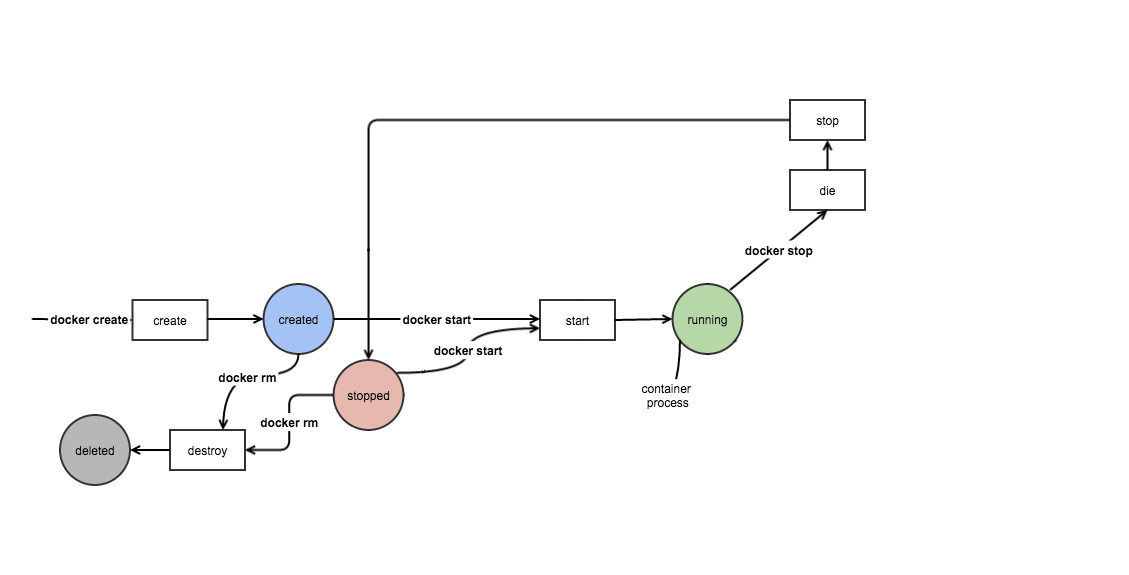 stop
die
docker stop
docker create
create
created
docker start
start
running
docker start
docker rm
stopped
container
process
docker rm
deleted
destroy